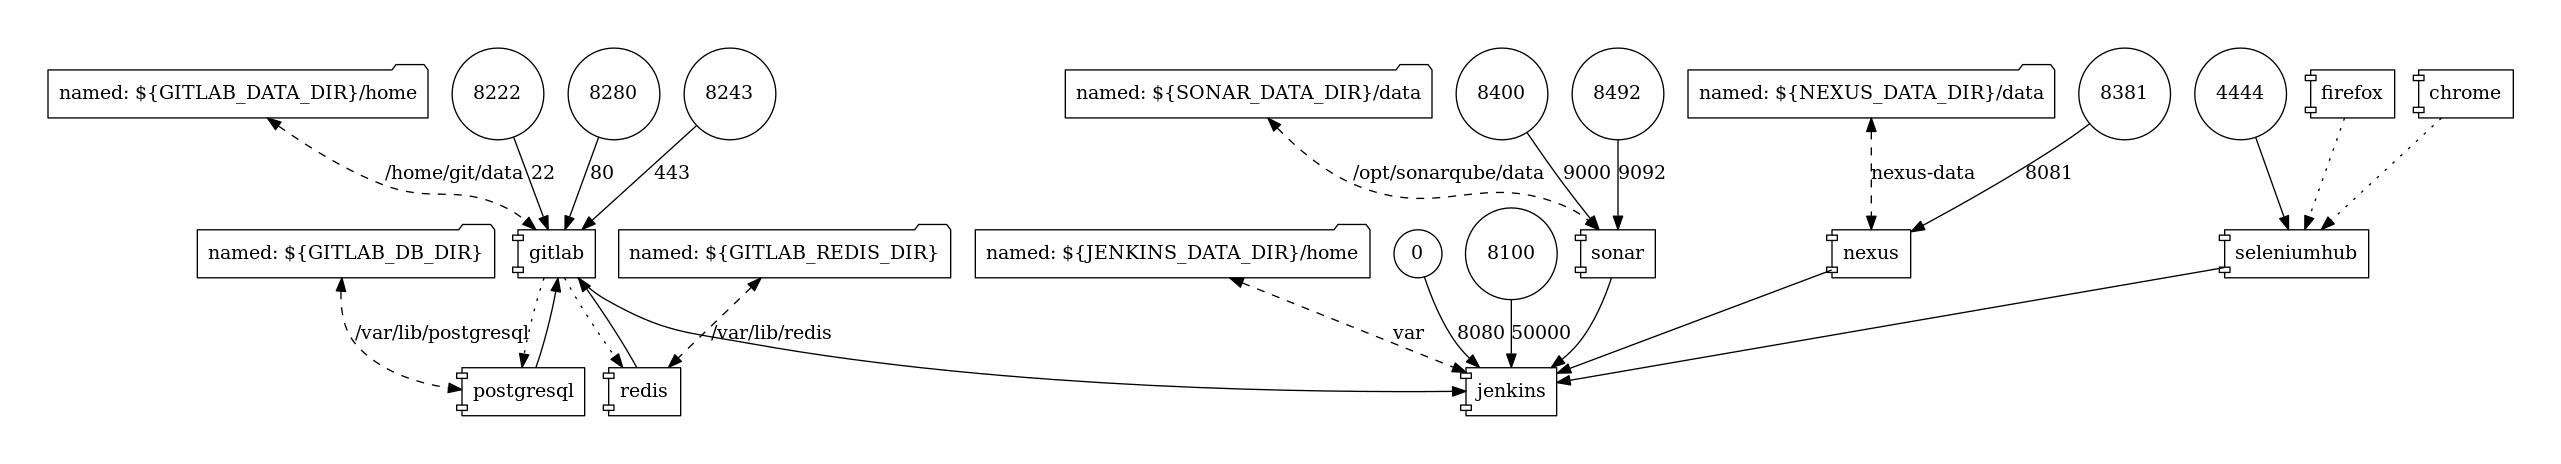 named: ${GITLAB_DATA_DIR}/home
8222
8280
8243
named: ${SONAR_DATA_DIR}/data
8400
8492
named: ${NEXUS_DATA_DIR}/data
8381
4444
firefox
chrome
/home/git/data
22
80
443
/opt/sonarqube/data
9000
9092
nexus-data
8081
named: ${GITLAB_DB_DIR}
gitlab
named: ${GITLAB_REDIS_DIR}
named: ${JENKINS_DATA_DIR}/home
0
8100
sonar
nexus
seleniumhub
/var/lib/postgresql
/var/lib/redis
var
8080
50000
postgresql
redis
jenkins